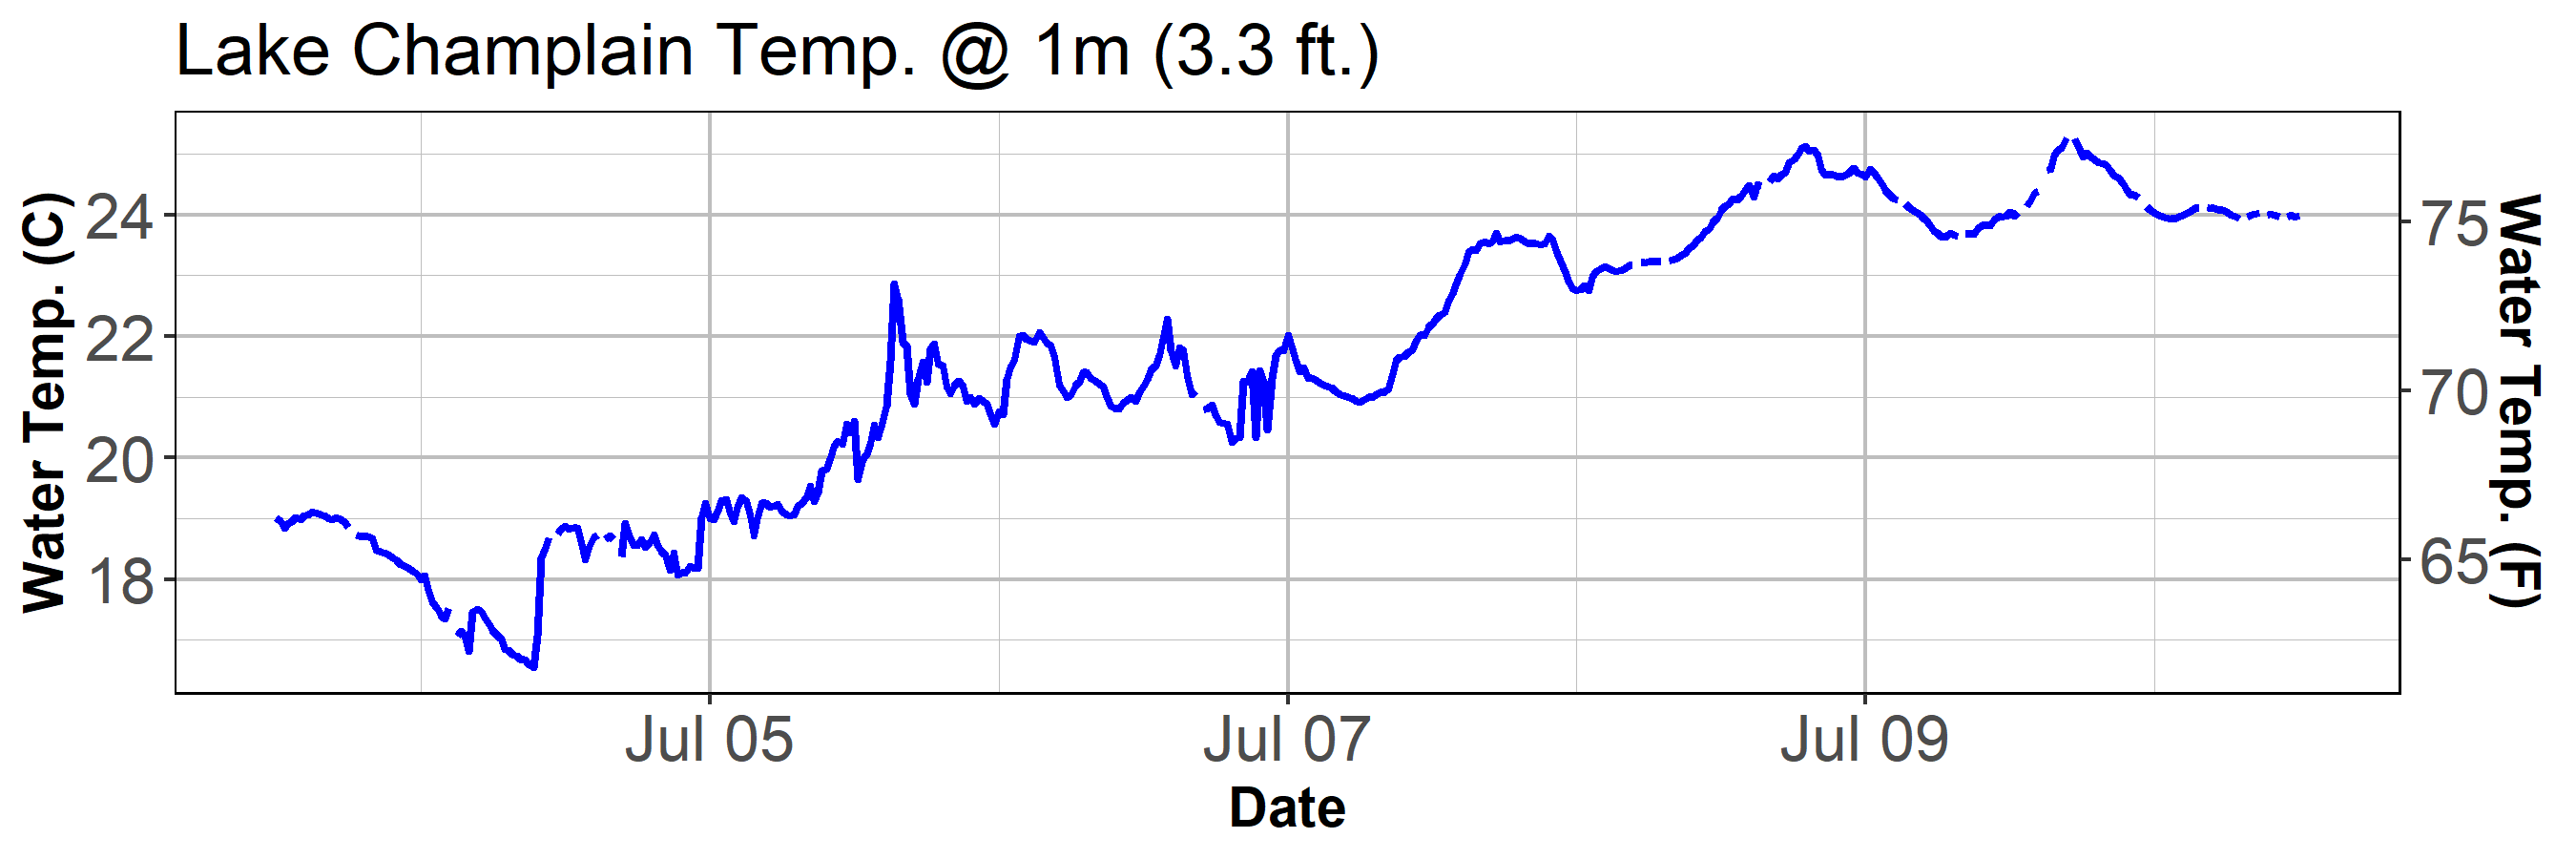 Lake Champlain Temp. @ 1m (3.3 ft.)
Water Temp. (C)
24
22
20
18
75
70
65
Water Temp. (F)
Jul 05
Jul 07
Jul 09
Date